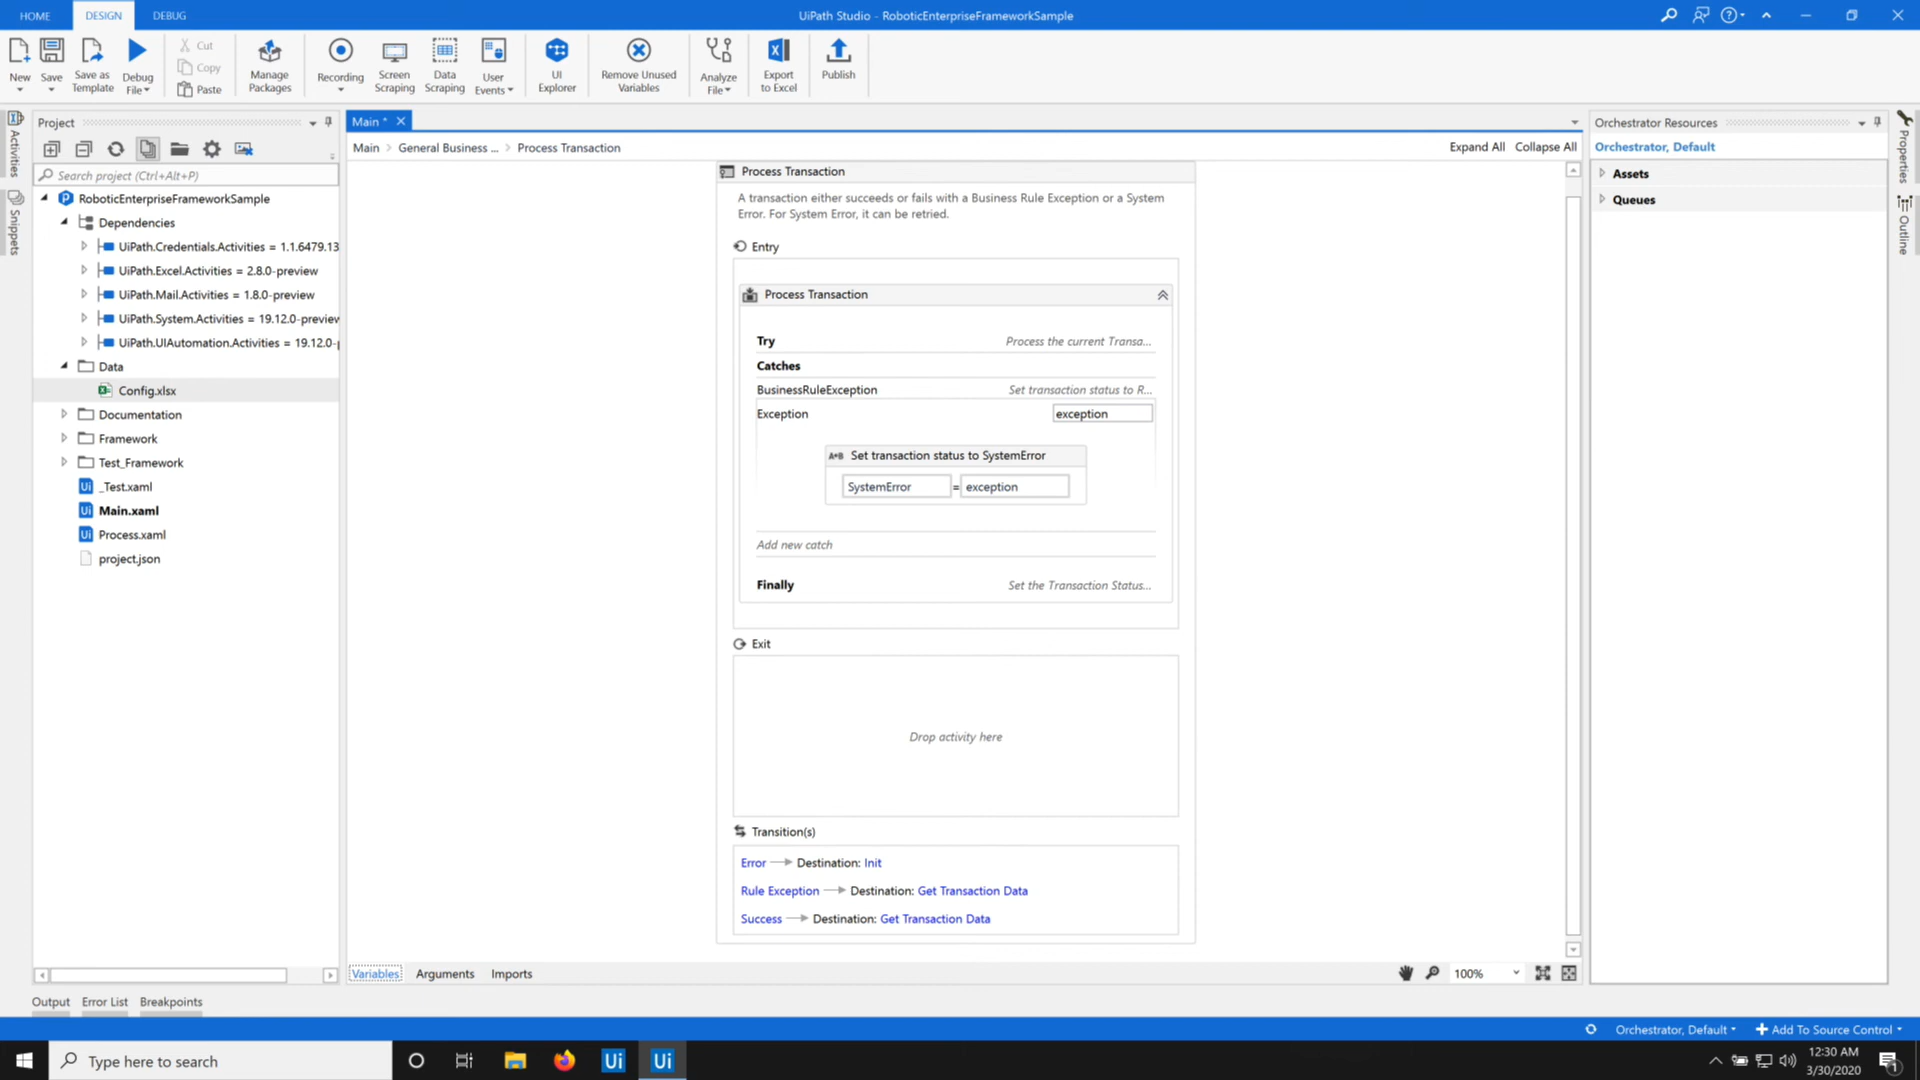 HOME DESIGN DEBUG UiPath Studio - RoboticEnterpriseFrameworkSample
New Save Save as Template Debug File
Cut
Copy
Paste
Manage Packages Recording Screen Scraping Data Scraping User Events UI Explorer Remove Unused Variables Analyze File Export to Excel Publish
Activities
Snippets
Project
Search project (Ctrl+Alt+P)
RoboticEnterpriseFrameworkSample
Dependencies
UiPath.Credentials.Activities = 1.1.6479.13
UiPath.Excel.Activities = 2.8.0-preview
UiPath.Mail.Activities = 1.8.0-preview
UiPath.System.Activities = 19.12.0-preview
UiPath.UIAutomation.Activities = 19.12.0-p
Data
Config.xlsx
Documentation
Framework
Test_Framework
_Test.xaml
Main.xaml
Process.xaml
project.json
Main *
Main > General Business ... > Process Transaction
Expand All Collapse All
Process Transaction
A transaction either succeeds or fails with a Business Rule Exception or a System
Error. For System Error, it can be retried.
Entry
Process Transaction
Try Process the current Transa...
Catches
BusinessRuleException Set transaction status to R...
Exception exception
A+B Set transaction status to SystemError
SystemError = exception
Add new catch
Finally Set the Transaction Status...
Exit
Drop activity here
Transition(s)
Error Destination: Init
Rule Exception Destination: Get Transaction Data
Success Destination: Get Transaction Data
Variables Arguments Imports 100%
Orchestrator Resources
Orchestrator, Default
Assets
Queues
Properties
Outline
Output Error List Breakpoints
Orchestrator, Default Add To Source Control
Type here to search
Ui Ui
12:30 AM
3/30/2020
1